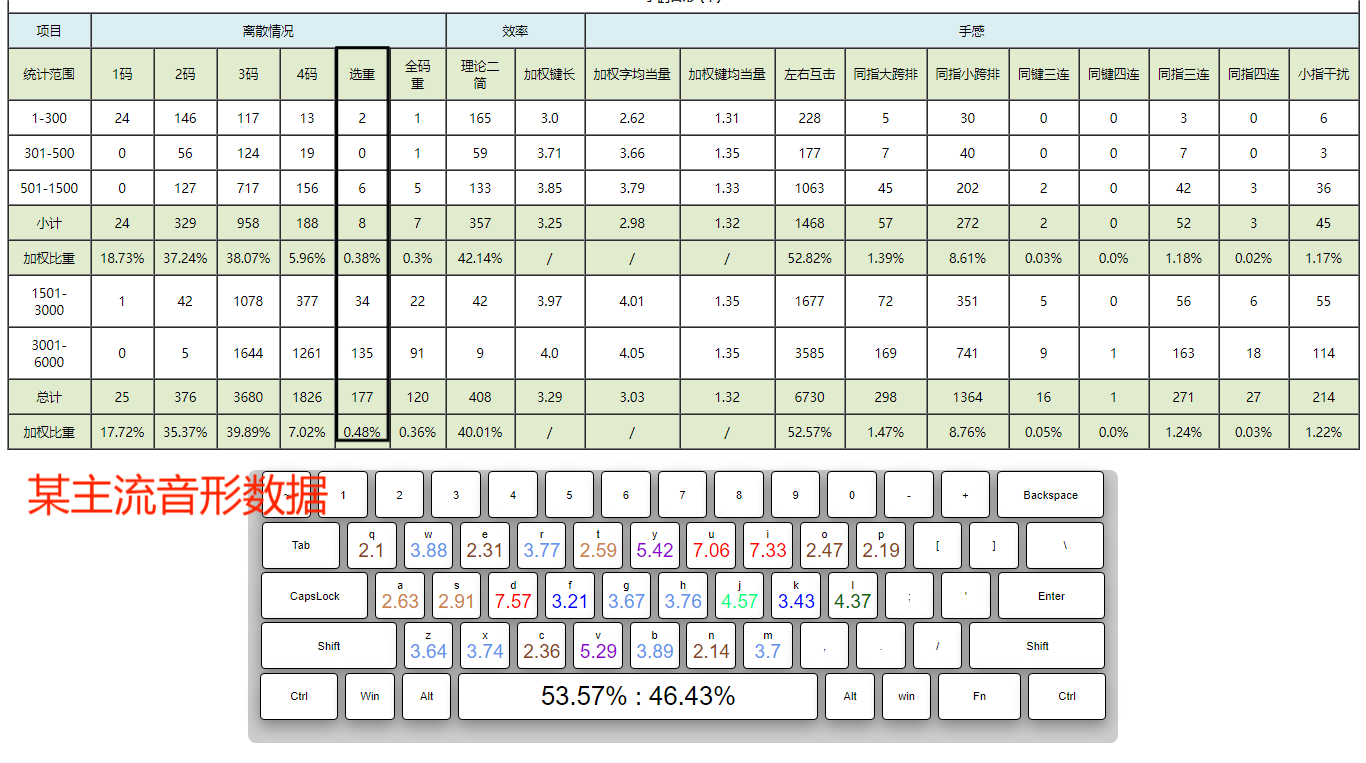 项目 离散情况 效率 手感
统计范围 1码 2码 3码 4码 选重 全码重 理论二简 加权键长 加权字均当量 加权键均当量 左右互击 同指大跨排 同指小跨排 同键三连 同键四连 同指三连 同指四连 小指干扰
1-300 24 146 117 13 2 1 165 3.0 2.62 1.31 228 5 30 0 0 3 0 6
301-500 0 56 124 19 0 1 59 3.71 3.66 1.35 177 7 40 0 0 7 0 3
501-1500 0 127 717 156 6 5 133 3.85 3.79 1.33 1063 45 202 2 0 42 3 36
小计 24 329 958 188 8 7 357 3.25 2.98 1.32 1468 57 272 2 0 52 3 45
加权比重 18.73% 37.24% 38.07% 5.96% 0.38% 0.3% 42.14% / / / 52.82% 1.39% 8.61% 0.03% 0.0% 1.18% 0.02% 1.17%
1501-3000 1 42 1078 377 34 22 42 3.97 4.01 1.35 1677 72 351 5 0 56 6 55
3001-6000 0 5 1644 1261 135 91 9 4.0 4.05 1.35 3585 169 741 9 1 163 18 114
总计 25 376 3680 1826 177 120 408 3.29 3.03 1.32 6730 298 1364 16 1 271 27 214
加权比重 17.72% 35.37% 39.89% 7.02% 0.48% 0.36% 40.01% / / / 52.57% 1.47% 8.76% 0.05% 0.0% 1.24% 0.03% 1.22%
某主流音形数据
1 2 3 4 5 6 7 8 9 0 - + Backspace
Tab q w e r t y u i o p [ ] \
2.1 3.88 2.31 3.77 2.59 5.42 7.06 7.33 2.47 2.19
CapsLock a s d f g h j k l ; ' Enter
2.63 2.91 7.57 3.21 3.67 3.76 4.57 3.43 4.37
Shift z x c v b n m , . / Shift
3.64 3.74 2.36 5.29 3.89 2.14 3.7
Ctrl Win Alt 53.57% : 46.43% Alt win Fn Ctrl